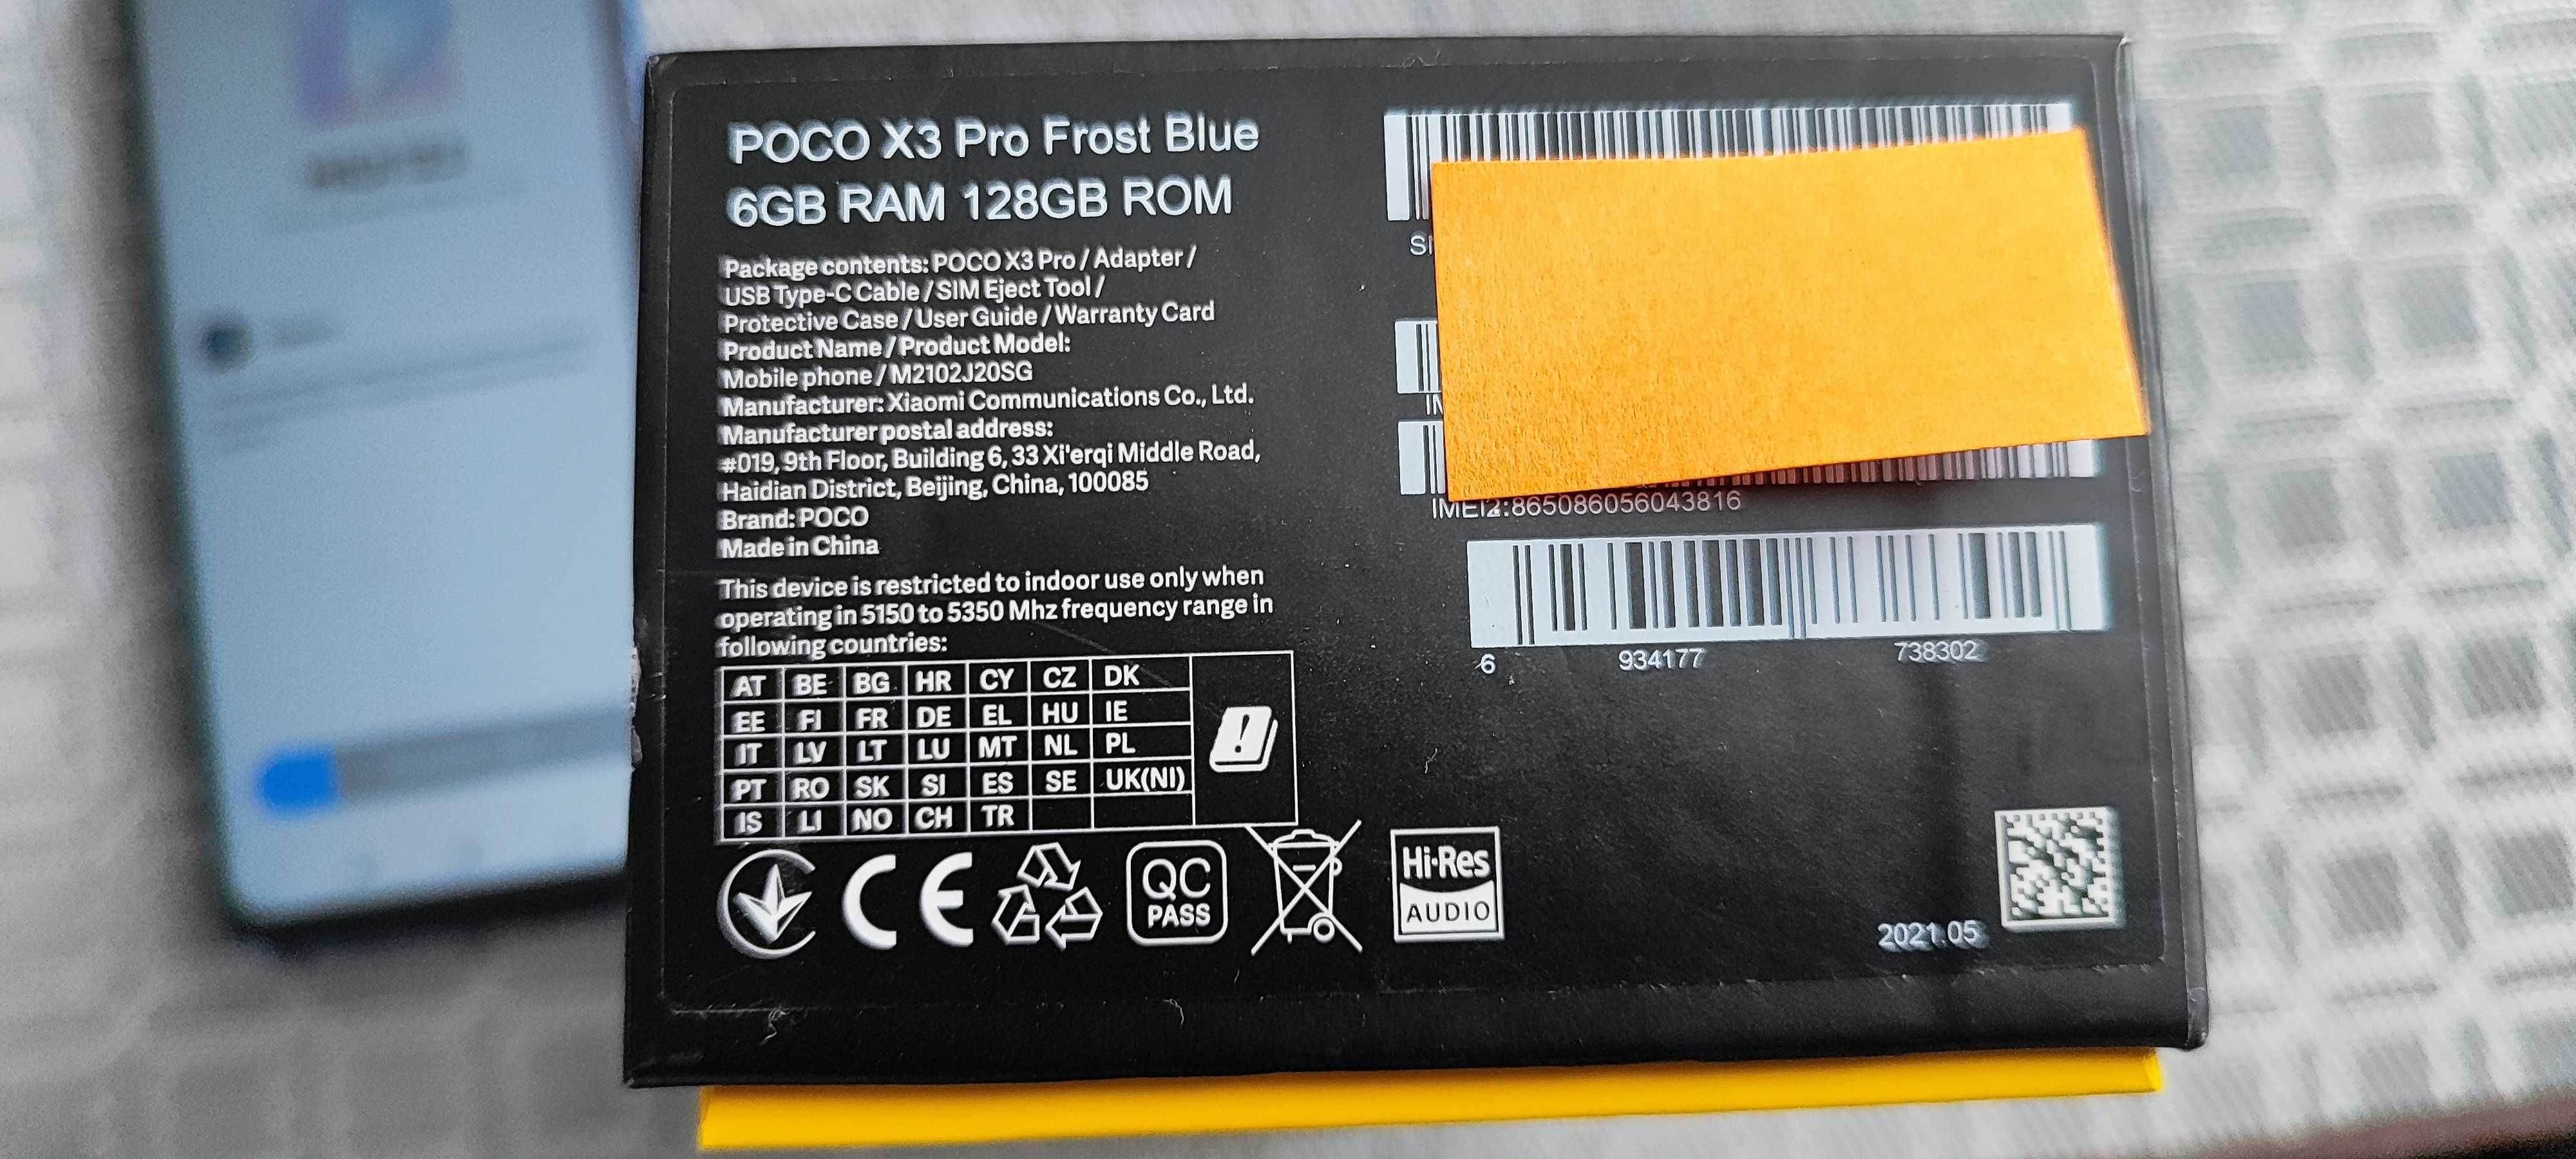 POCO X3 Pro Frost Blue
6GB RAM 128GB ROM
Package contents: POCO X3 Pro / Adapter /
USB Type-C Cable / SIM Eject Tool /
Protective Case / User Guide / Warranty Card
Product Name / Product Model:
Mobile phone / M2102J20SG
Manufacturer: Xiaomi Communications Co., Ltd.
Manufacturer postal address:
#019, 9th Floor, Building 6, 33 Xi'erqi Middle Road,
Haidian District, Beijing, China, 100085
Brand: POCO
Made in China
This device is restricted to indoor use only when
operating in 5150 to 5350 Mhz frequency range in
following countries:
AT BE BG HR CY CZ DK
EE FI FR DE EL HU IE
IT LV LT LU MT NL PL
PT RO SK SI ES SE UK(NI)
IS LI NO CH TR
CE
QC
PASS
Hi-Res
AUDIO
IMEI2:865086056043816
6 934177 738302
2021.05